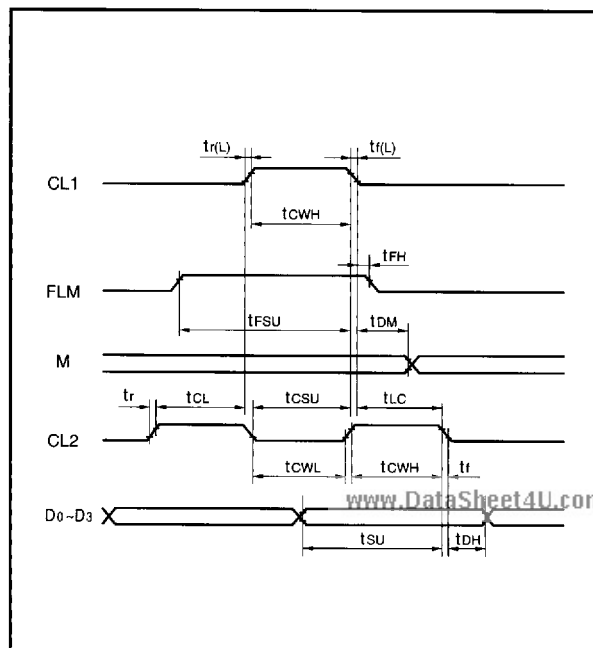 tr(L) tf(L)
CL1
tCWH
tFH
FLM
tFSU tDM
M
tr tCL tCSU tLC
CL2
tCWL tCWH tf
www.DataSheet4U.com
D0~D3
tSU tDH